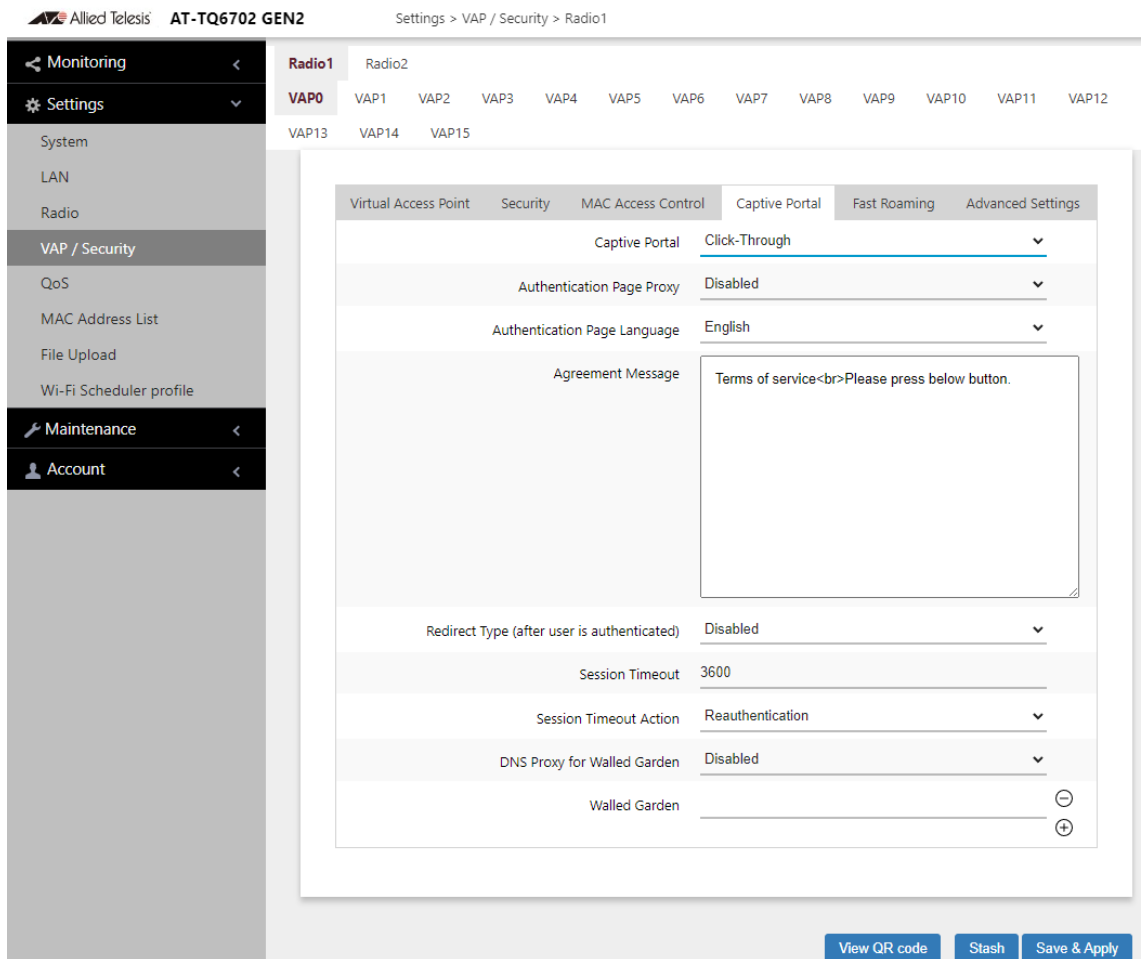 Allied Telesis AT-TQ6702 GEN2 Settings > VAP / Security > Radio1
Monitoring
Settings
System
LAN
Radio
VAP / Security
QoS
MAC Address List
File Upload
Wi-Fi Scheduler profile
Maintenance
Account
Radio1 Radio2
VAP0 VAP1 VAP2 VAP3 VAP4 VAP5 VAP6 VAP7 VAP8 VAP9 VAP10 VAP11 VAP12
VAP13 VAP14 VAP15
Virtual Access Point Security MAC Access Control Captive Portal Fast Roaming Advanced Settings
Captive Portal Click-Through
Authentication Page Proxy Disabled
Authentication Page Language English
Agreement Message Terms of service<br>Please press below button.
Redirect Type (after user is authenticated) Disabled
Session Timeout 3600
Session Timeout Action Reauthentication
DNS Proxy for Walled Garden Disabled
Walled Garden
View QR code Stash Save & Apply